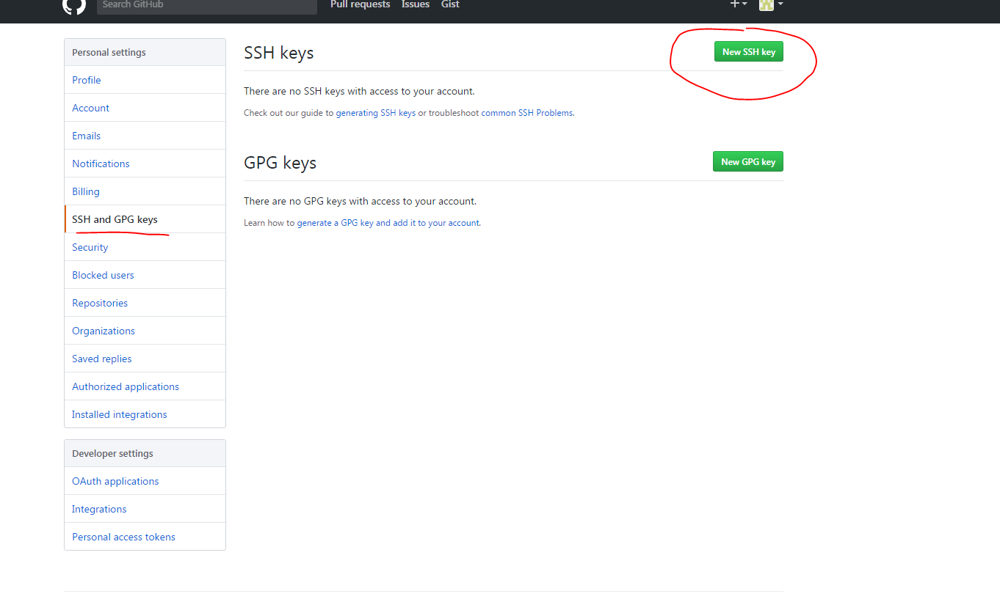 Search GitHub Pull requests Issues Gist
Personal settings
Profile
Account
Emails
Notifications
Billing
SSH and GPG keys
Security
Blocked users
Repositories
Organizations
Saved replies
Authorized applications
Installed integrations
Developer settings
OAuth applications
Integrations
Personal access tokens
SSH keys
New SSH key
There are no SSH keys with access to your account.
Check out our guide to generating SSH keys or troubleshoot common SSH Problems.
GPG keys
New GPG key
There are no GPG keys with access to your account.
Learn how to generate a GPG key and add it to your account.